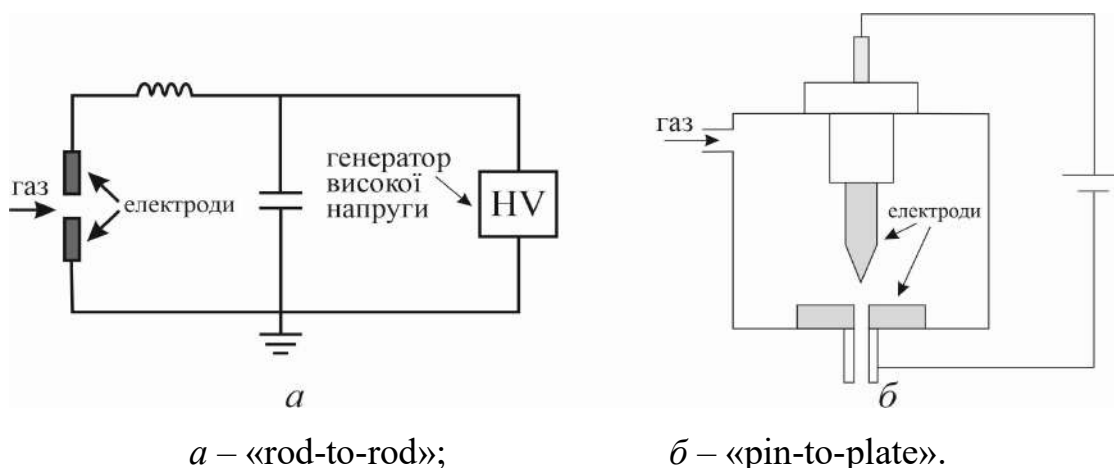 газ
електроди
генератор
високої
напруги
HV
а
газ
електроди
б
а – «rod-to-rod»; б – «pin-to-plate».